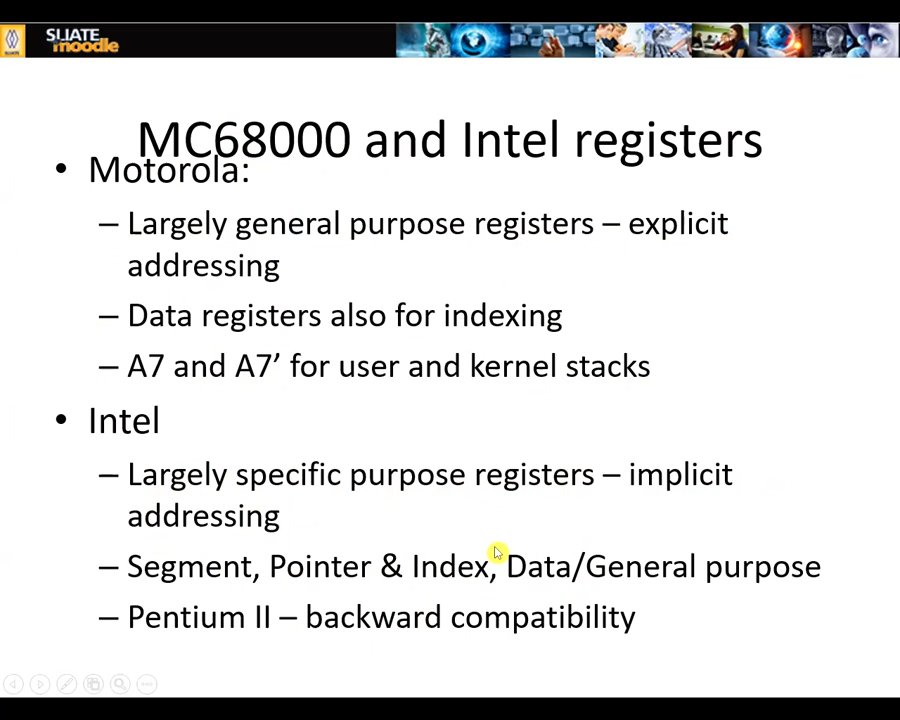 SLIATE
moodle
MC68000 and Intel registers
• Motorola:
– Largely general purpose registers – explicit
addressing
– Data registers also for indexing
– A7 and A7’ for user and kernel stacks
• Intel
– Largely specific purpose registers – implicit
addressing
– Segment, Pointer & Index, Data/General purpose
– Pentium II – backward compatibility